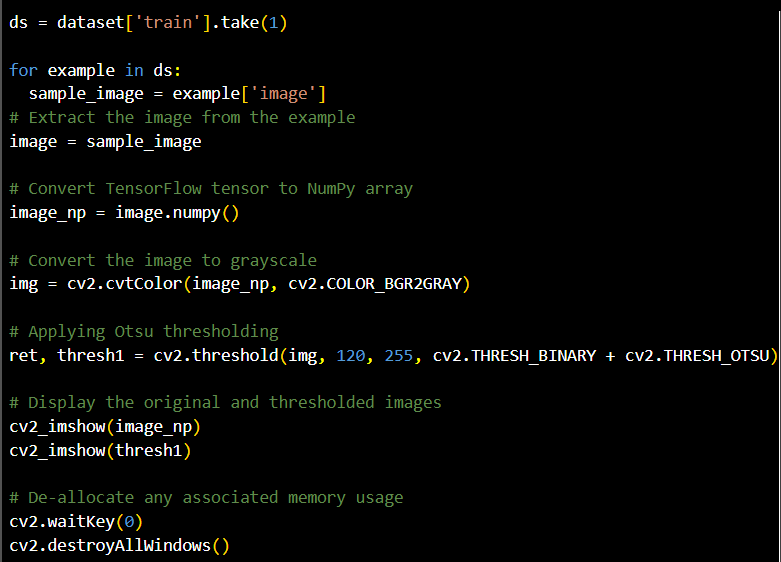 ds = dataset['train'].take(1)
for example in ds:
  sample_image = example['image']
# Extract the image from the example
image = sample_image
# Convert TensorFlow tensor to NumPy array
image_np = image.numpy()
# Convert the image to grayscale
img = cv2.cvtColor(image_np, cv2.COLOR_BGR2GRAY)
# Applying Otsu thresholding
ret, thresh1 = cv2.threshold(img, 120, 255, cv2.THRESH_BINARY + cv2.THRESH_OTSU)
# Display the original and thresholded images
cv2_imshow(image_np)
cv2_imshow(thresh1)
# De-allocate any associated memory usage
cv2.waitKey(0)
cv2.destroyAllWindows()